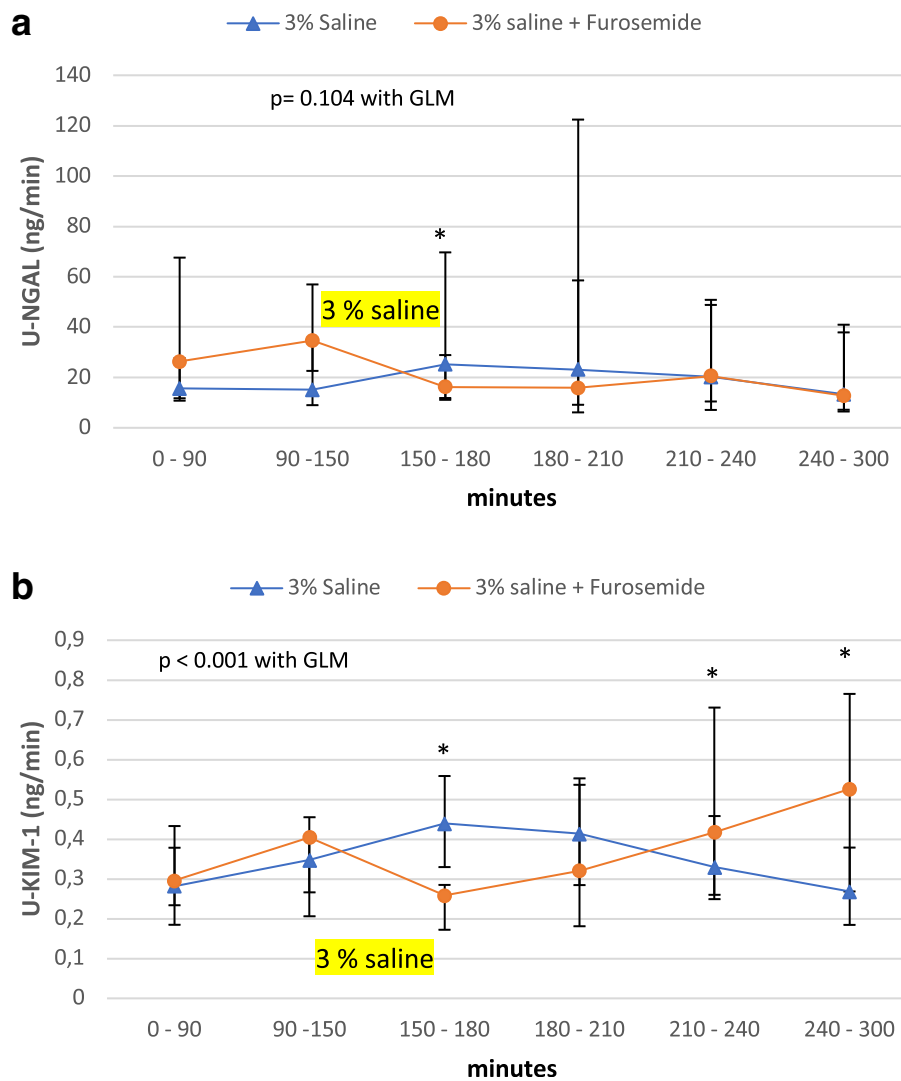 a
3% Saline 3% saline + Furosemide
140
p= 0.104 with GLM
120
100
80
*
60
3 % saline
40
20
0
U-NGAL (ng/min)
0 - 90 90 -150 150 - 180 180 - 210 210 - 240 240 - 300
minutes
b
3% Saline 3% saline + Furosemide
0,9
p < 0.001 with GLM
*
0,8
*
0,7
*
0,6
0,5
0,4
0,3
0,2
0,1
3 % saline
0
U-KIM-1 (ng/min)
0 - 90 90 -150 150 - 180 180 - 210 210 - 240 240 - 300
minutes